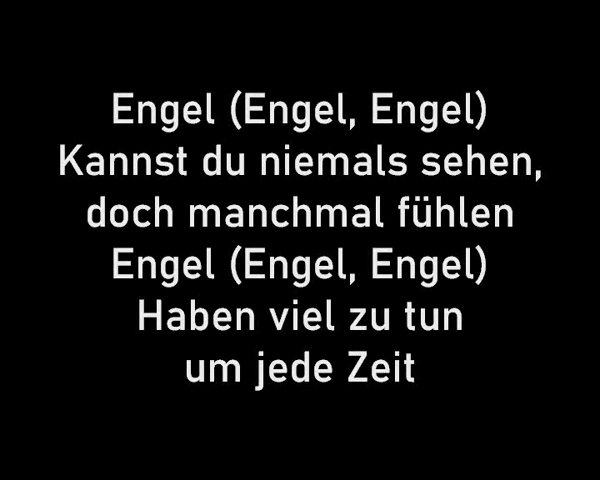 Engel (Engel, Engel)
Kannst du niemals sehen,
doch manchmal fühlen
Engel (Engel, Engel)
Haben viel zu tun
um jede Zeit